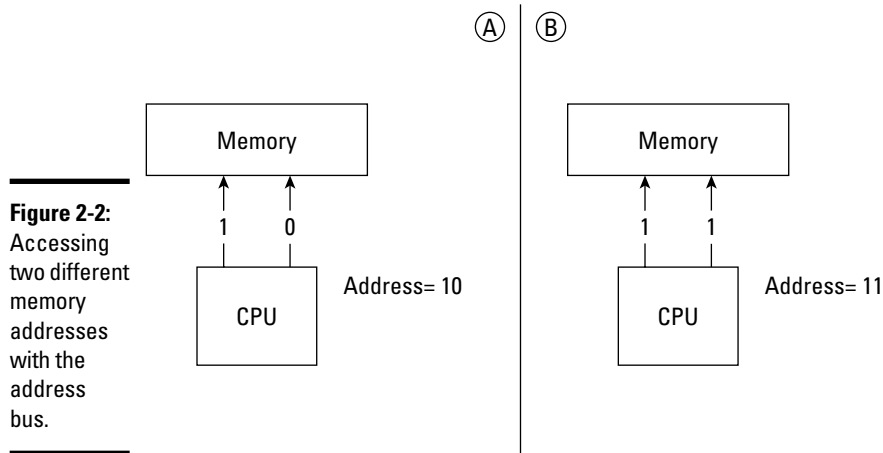 A
B
Memory
Memory
Figure 2-2:
Accessing
two different
memory
addresses
with the
address
bus.
1 0
1 1
CPU
Address= 10
CPU
Address= 11